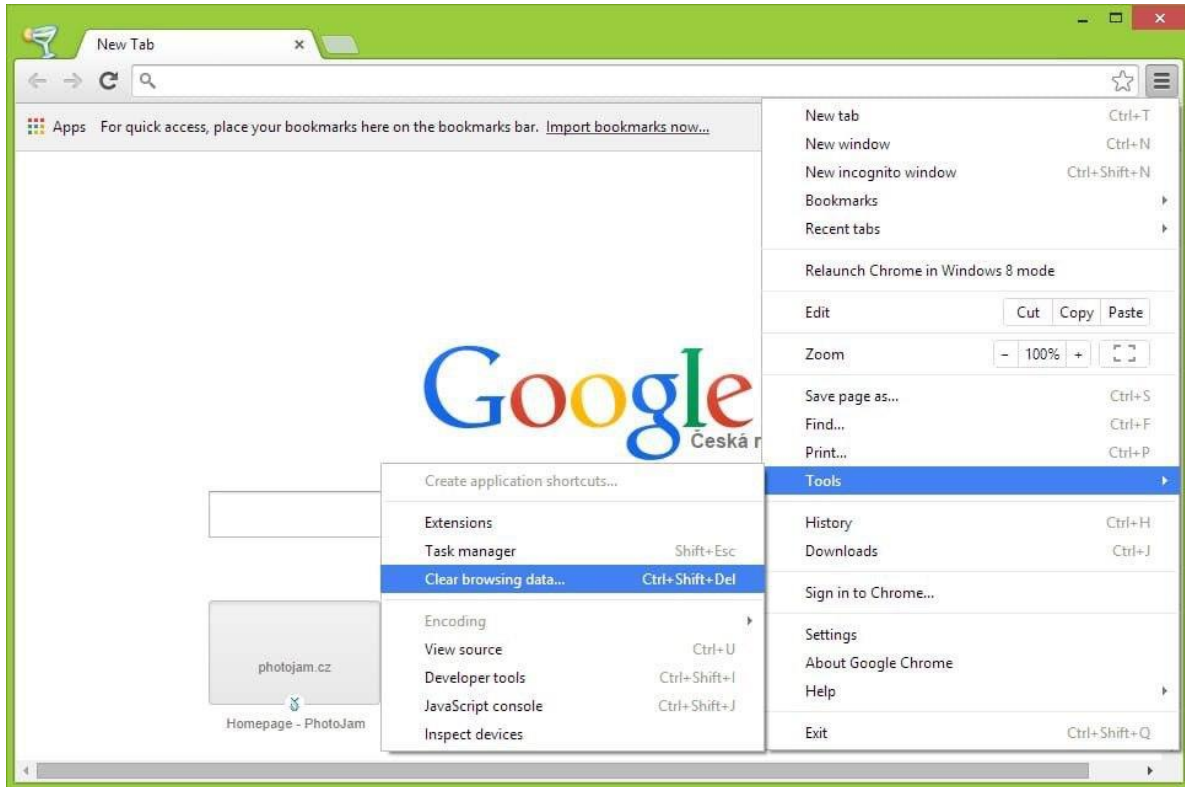 New Tab
Apps For quick access, place your bookmarks here on the bookmarks bar. Import bookmarks now...
New tab Ctrl+T
New window Ctrl+N
New incognito window Ctrl+Shift+N
Bookmarks
Recent tabs
Relaunch Chrome in Windows 8 mode
Edit Cut Copy Paste
Zoom - 100% +
Save page as... Ctrl+S
Find... Ctrl+F
Print... Ctrl+P
Tools
History Ctrl+H
Downloads Ctrl+J
Sign in to Chrome...
Settings
About Google Chrome
Help
Exit Ctrl+Shift+Q
Google
Česká r
Create application shortcuts...
Extensions
Task manager Shift+Esc
Clear browsing data... Ctrl+Shift+Del
Encoding
View source Ctrl+U
Developer tools Ctrl+Shift+I
JavaScript console Ctrl+Shift+J
Inspect devices
photojam.cz
Homepage - PhotoJam